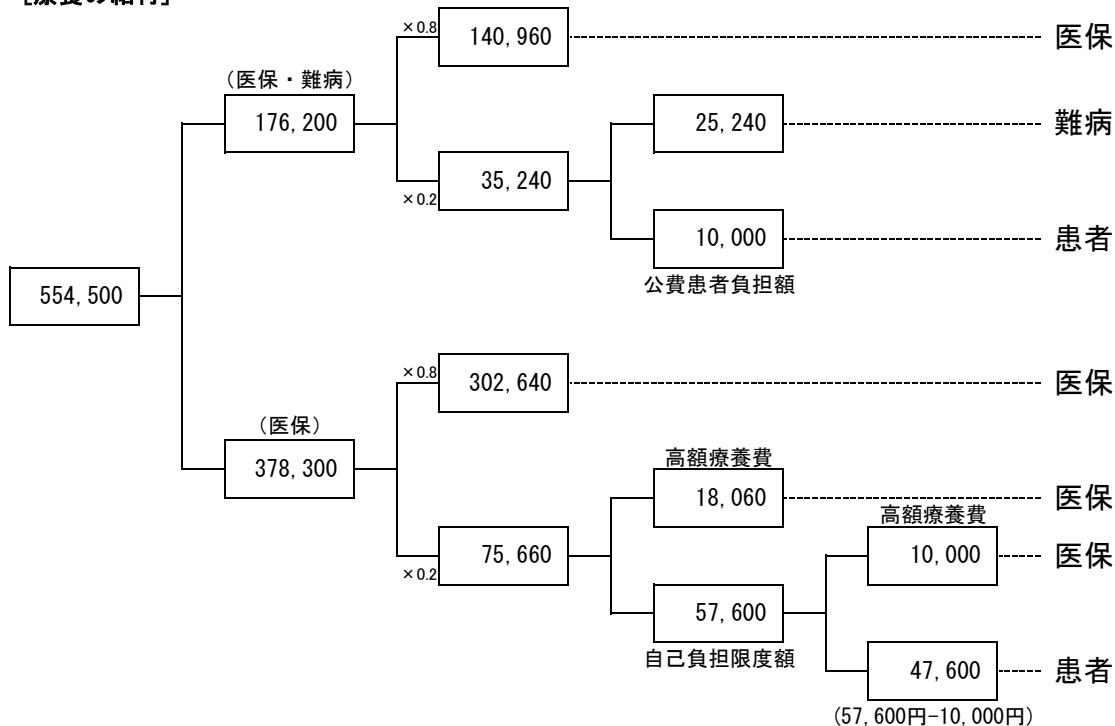 [療養の給付]
×0.8
140,960
医保
(医保・難病)
176,200
25,240
難病
×0.2
35,240
10,000
患者
公費患者負担額
554,500
×0.8
302,640
医保
(医保)
378,300
高額療養費
18,060
医保
高額療養費
10,000
医保
×0.2
75,660
57,600
自己負担限度額
47,600
患者
(57,600円-10,000円)